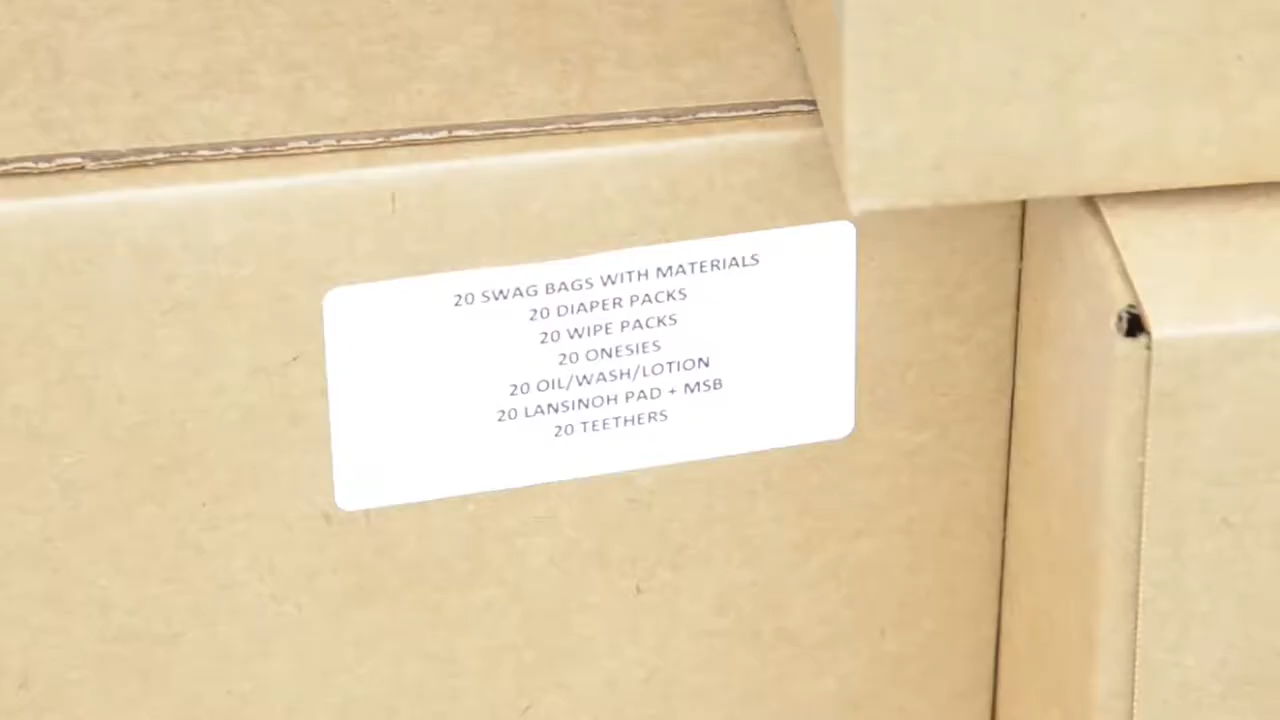 20 SWAG BAGS WITH MATERIALS
20 DIAPER PACKS
20 WIPE PACKS
20 ONESIES
20 OIL/WASH/LOTION
20 LANSINOH PAD + MSB
20 TEETHERS